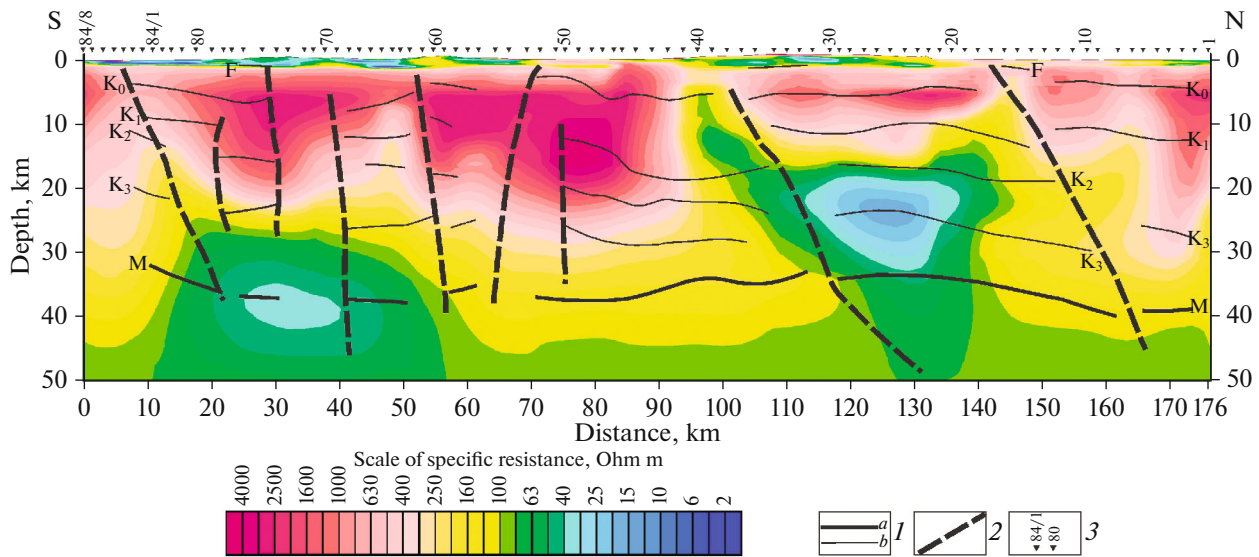 S 84/8 84/1 80 70 60 50 40 30 20 10 1 N
0 F F 0
K0 K0
10 K1 K1 10
K2
20 K3 K2 20
K3
30 M K3 30
M
40 40
50 50
Depth, km
0 10 20 30 40 50 60 70 80 90 100 110 120 130 140 150 160 170 176
Distance, km
Scale of specific resistance, Ohm m
4000 2500 1600 1000 630 400 250 160 100 63 40 25 15 10 6 2
a
b 1
2
84/1
80 3